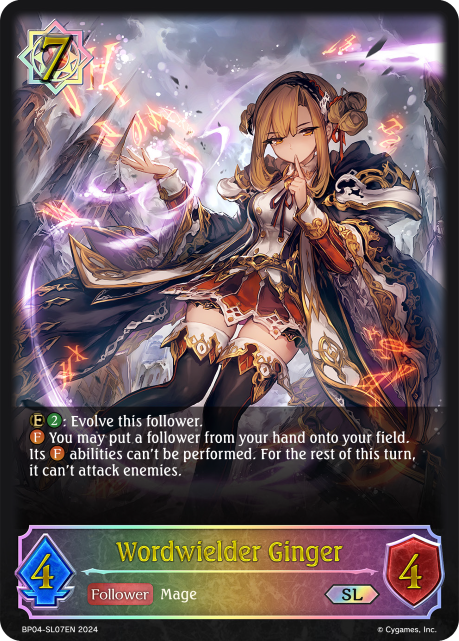 7
E 2: Evolve this follower.
F You may put a follower from your hand onto your field.
Its F abilities can't be performed. For the rest of this turn,
it can't attack enemies.
Wordwielder Ginger
4
Follower Mage
SL
4
BP04-SL07EN 2024
© Cygames, Inc.